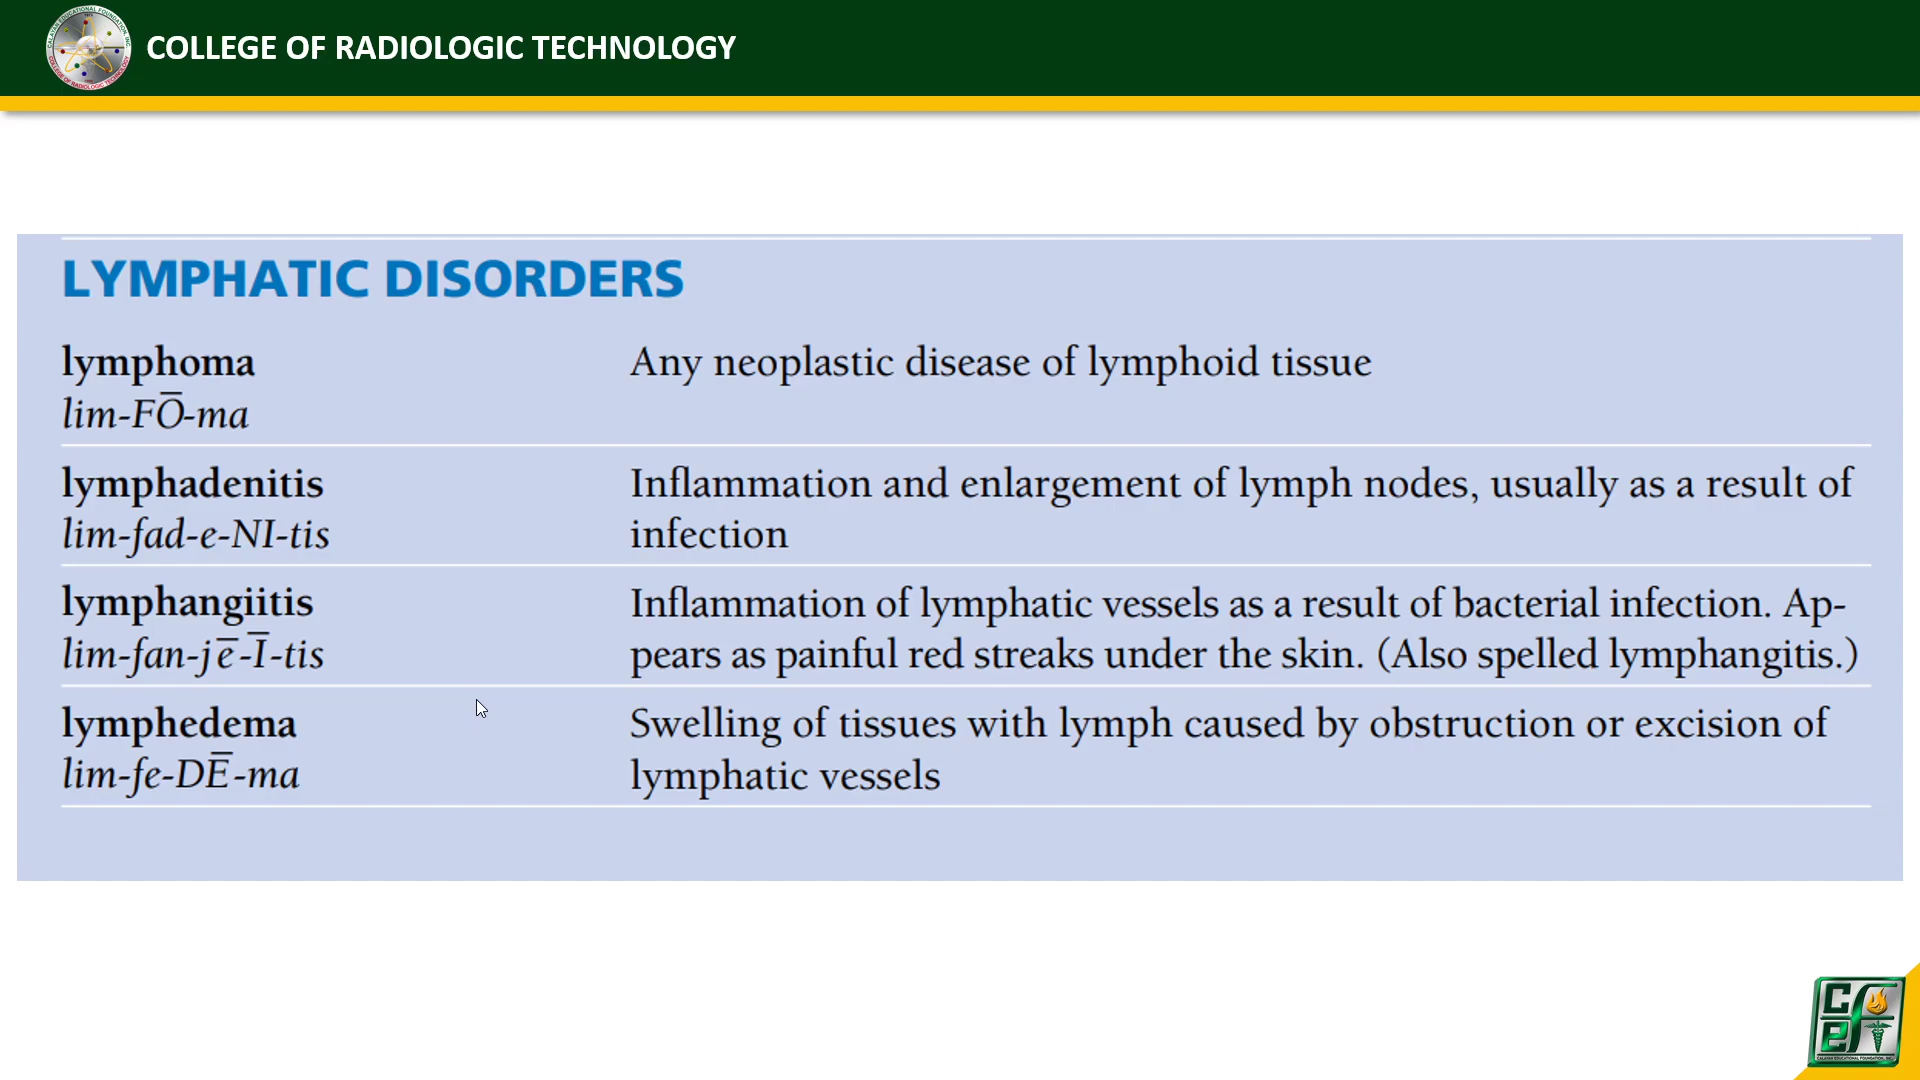 COLLEGE OF RADIOLOGIC TECHNOLOGY
LYMPHATIC DISORDERS
lymphoma
lim-FŌ-ma
Any neoplastic disease of lymphoid tissue
lymphadenitis
lim-fad-e-NI-tis
Inflammation and enlargement of lymph nodes, usually as a result of
infection
lymphangiitis
lim-fan-jē-Ī-tis
Inflammation of lymphatic vessels as a result of bacterial infection. Ap-
pears as painful red streaks under the skin. (Also spelled lymphangitis.)
lymphedema
lim-fe-DĒ-ma
Swelling of tissues with lymph caused by obstruction or excision of
lymphatic vessels
CALAYAN EDUCATIONAL FOUNDATION, INC.